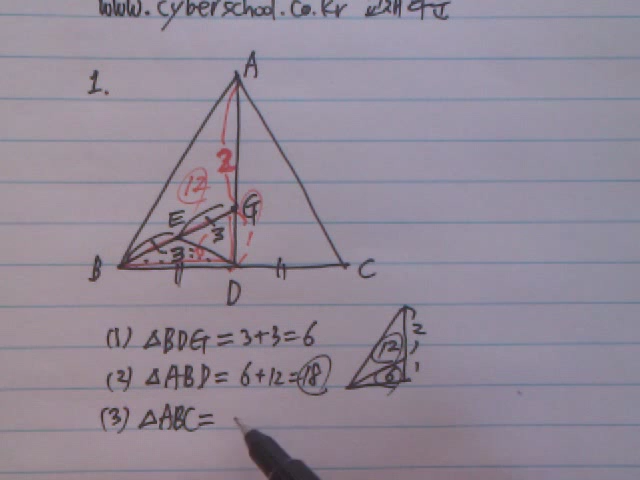 www.cyberschool.co.kr
1.
A
2
12
G
E
3
1
3
B
C
D
(1) △BDG = 3+3 = 6
2
12
(2) △ABD = 6+12 = 18
1
6
(3) △ABC =